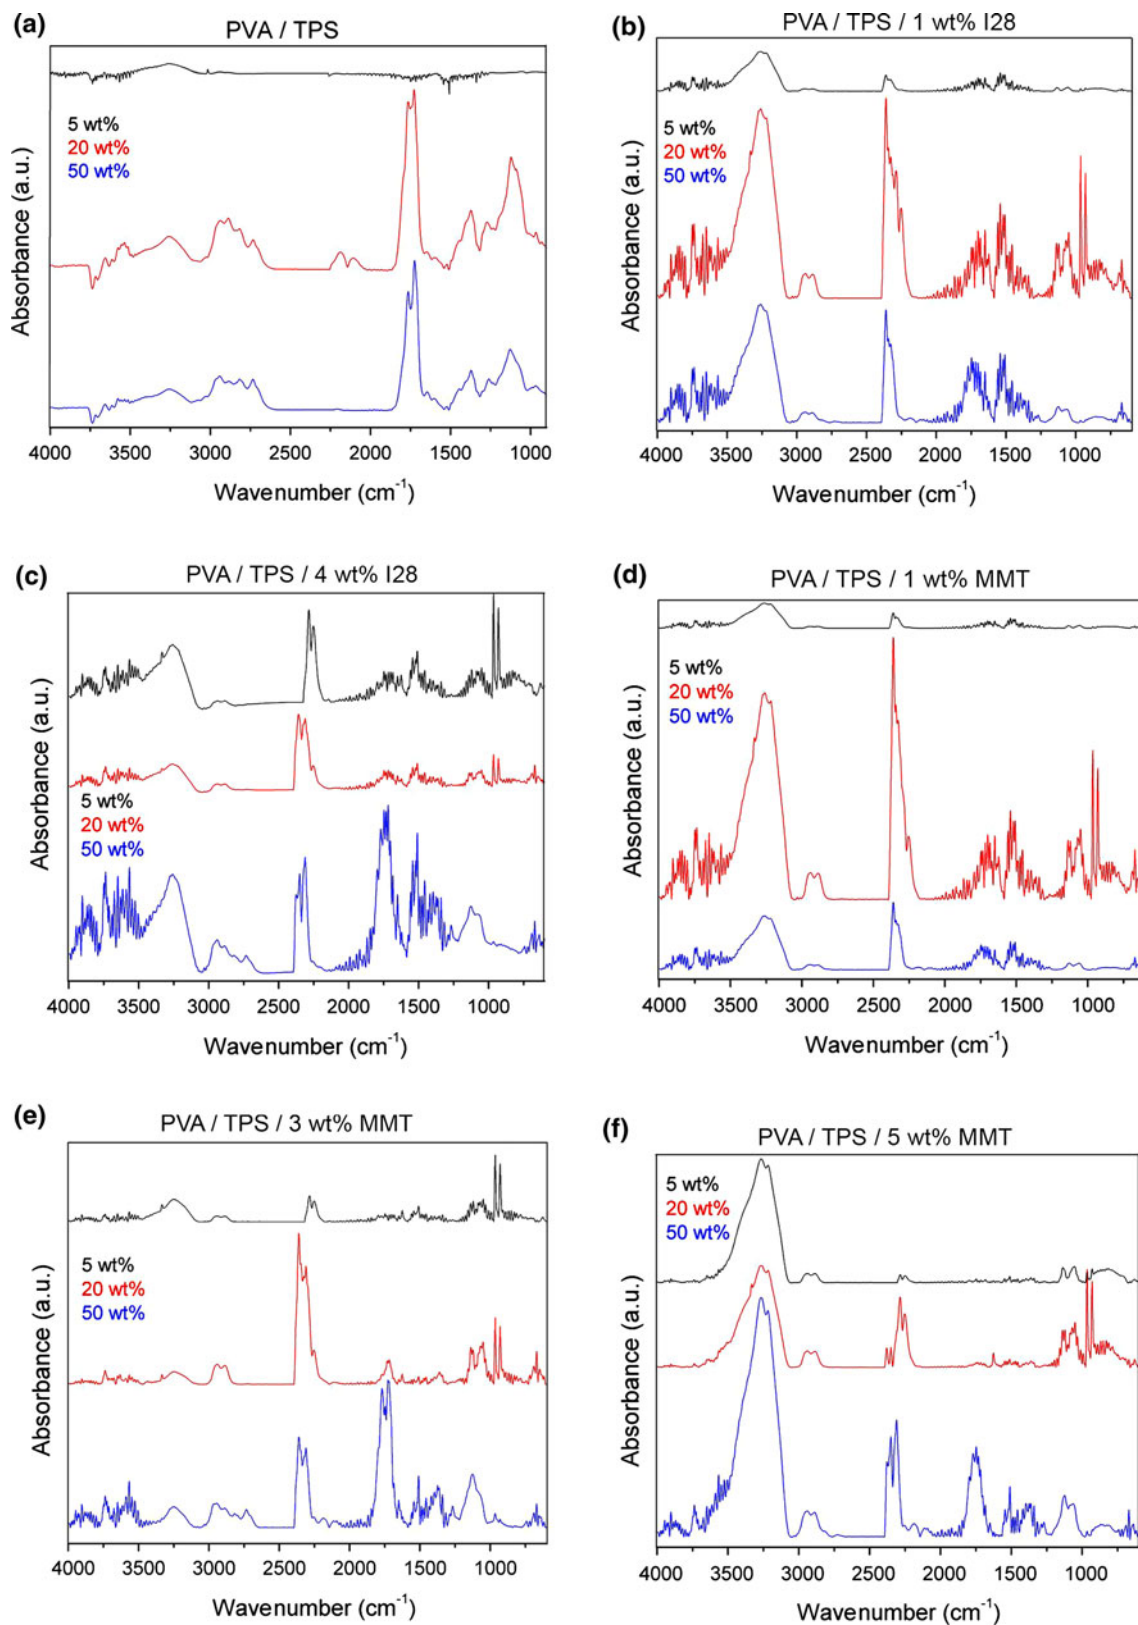 (a)
PVA / TPS
5 wt%
20 wt%
50 wt%
Absorbance (a.u.)
4000 3500 3000 2500 2000 1500 1000
Wavenumber (cm⁻¹)
(b)
PVA / TPS / 1 wt% I28
5 wt%
20 wt%
50 wt%
Absorbance (a.u.)
4000 3500 3000 2500 2000 1500 1000
Wavenumber (cm⁻¹)
(c)
PVA / TPS / 4 wt% I28
5 wt%
20 wt%
50 wt%
Absorbance (a.u.)
4000 3500 3000 2500 2000 1500 1000
Wavenumber (cm⁻¹)
(d)
PVA / TPS / 1 wt% MMT
5 wt%
20 wt%
50 wt%
Absorbance (a.u.)
4000 3500 3000 2500 2000 1500 1000
Wavenumber (cm⁻¹)
(e)
PVA / TPS / 3 wt% MMT
5 wt%
20 wt%
50 wt%
Absorbance (a.u.)
4000 3500 3000 2500 2000 1500 1000
Wavenumber (cm⁻¹)
(f)
PVA / TPS / 5 wt% MMT
5 wt%
20 wt%
50 wt%
Absorbance (a.u.)
4000 3500 3000 2500 2000 1500 1000
Wavenumber (cm⁻¹)